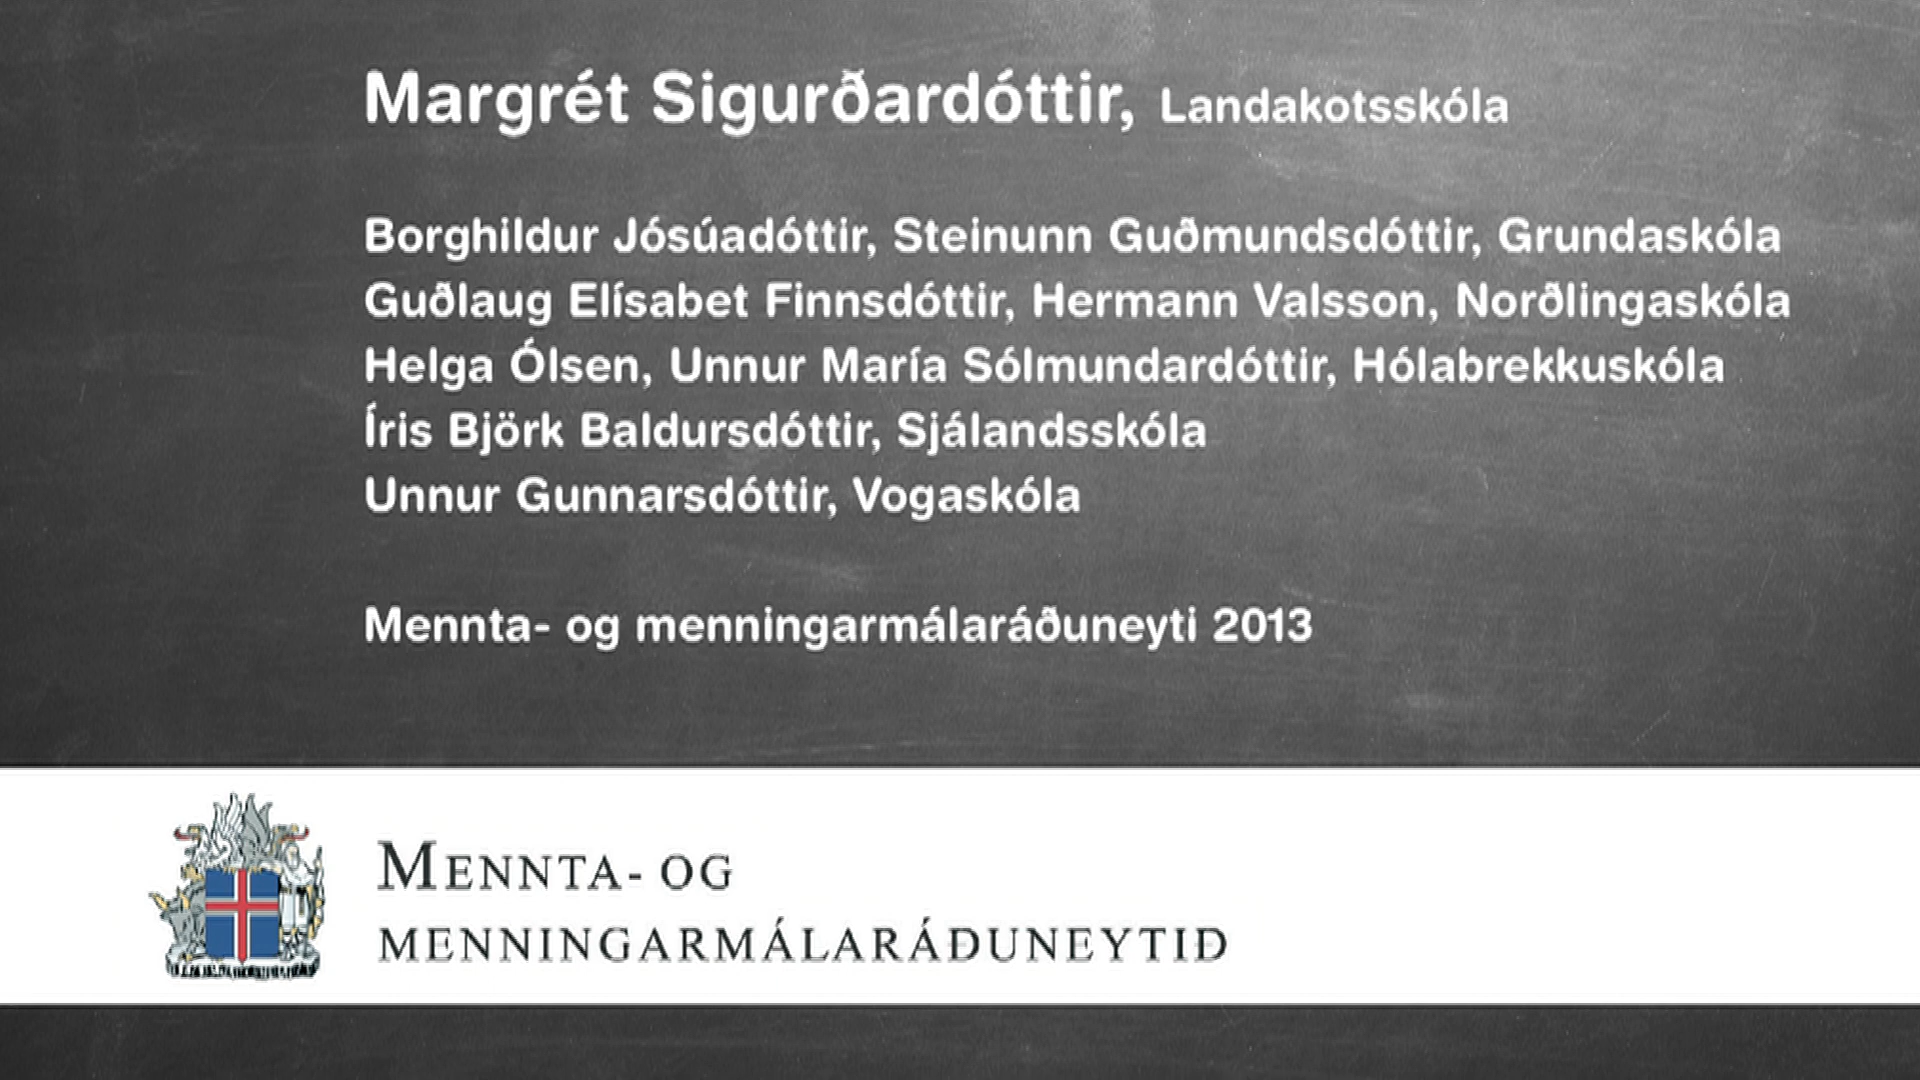 Margrét Sigurðardóttir, Landakotsskóla
Borghildur Jósúadóttir, Steinunn Guðmundsdóttir, Grundaskóla
Guðlaug Elísabet Finnsdóttir, Hermann Valsson, Norðlingaskóla
Helga Ólsen, Unnur María Sólmundardóttir, Hólabrekkuskóla
Íris Björk Baldursdóttir, Sjálandsskóla
Unnur Gunnarsdóttir, Vogaskóla
Mennta- og menningarmálaráðuneyti 2013
MENNTA- OG
MENNINGARMÁLARÁÐUNEYTIÐ